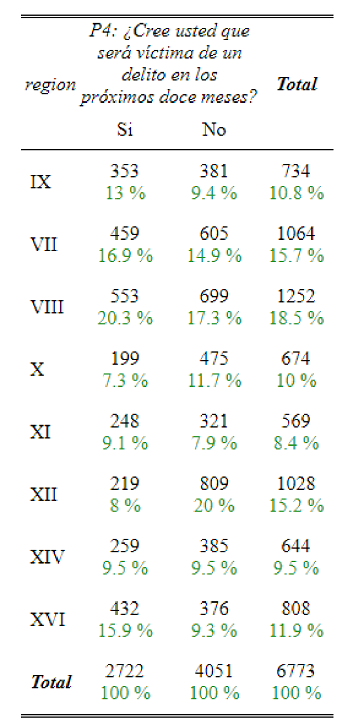 region P4: ¿Cree usted que será víctima de un delito en los próximos doce meses? Total
Sí No
IX 353 381 734
13 % 9.4 % 10.8 %
VII 459 605 1064
16.9 % 14.9 % 15.7 %
VIII 553 699 1252
20.3 % 17.3 % 18.5 %
X 199 475 674
7.3 % 11.7 % 10 %
XI 248 321 569
9.1 % 7.9 % 8.4 %
XII 219 809 1028
8 % 20 % 15.2 %
XIV 259 385 644
9.5 % 9.5 % 9.5 %
XVI 432 376 808
15.9 % 9.3 % 11.9 %
Total 2722 4051 6773
100 % 100 % 100 %